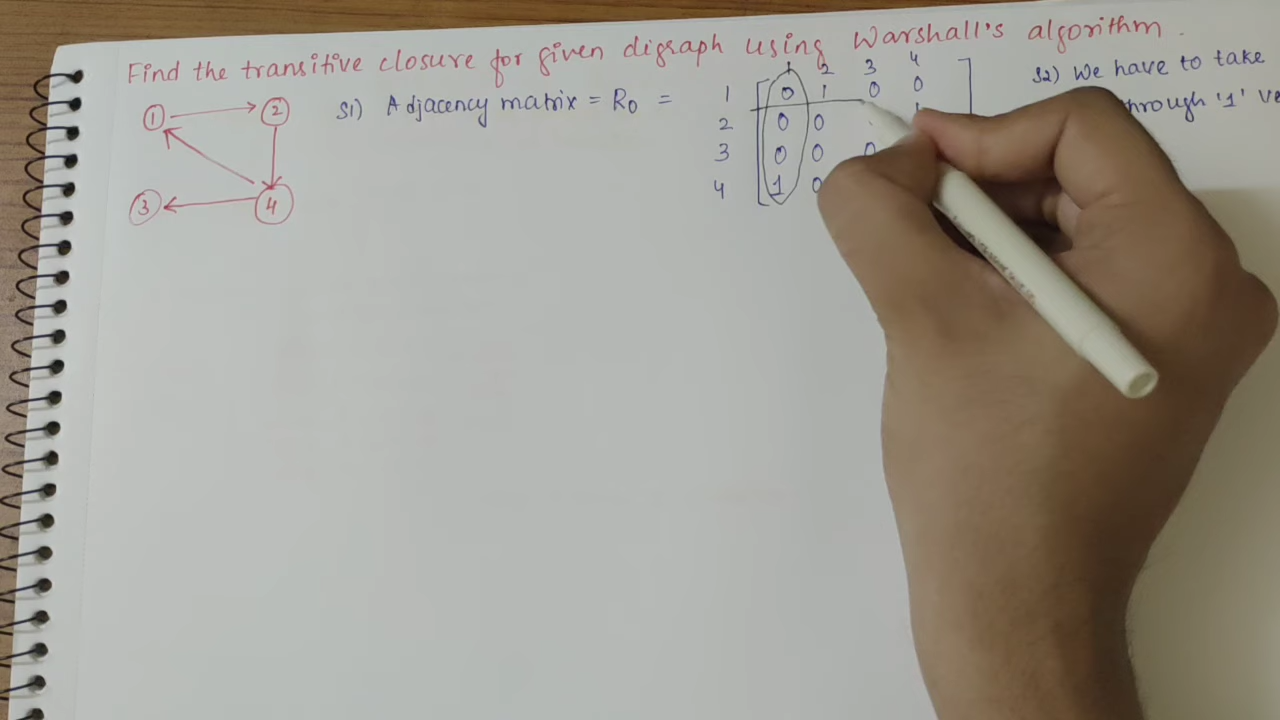 Find the transitive closure for given digraph using Warshall's algorithm.
1 2
3 4
S1) Adjacency matrix = R0 =
1 2 3 4
1 0 1 0 0
2 0 0
3 0 0 0
4 1 0
S2) We have to take
through '1'